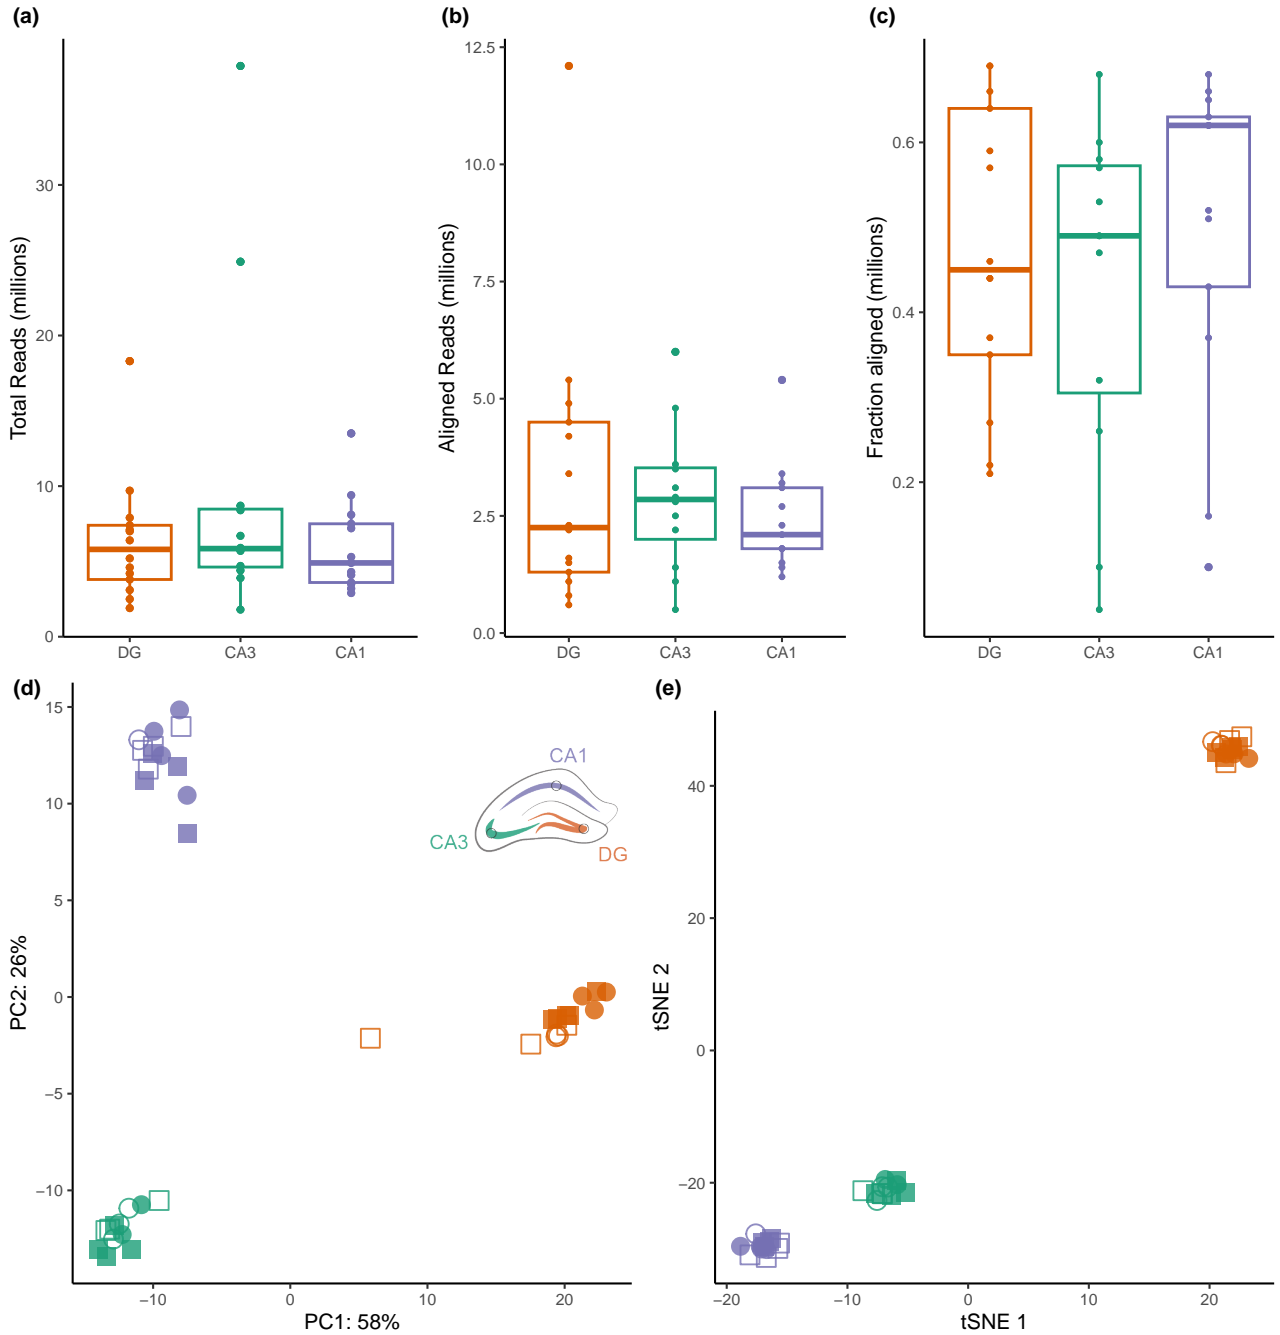 (a)
Total Reads (millions)
30
20
10
0
DG CA3 CA1
(b)
Aligned Reads (millions)
12.5
10.0
7.5
5.0
2.5
0.0
DG CA3 CA1
(c)
Fraction aligned (millions)
0.6
0.4
0.2
DG CA3 CA1
(d)
PC2: 26%
15
10
5
0
−5
−10
CA1
CA3
DG
−10 0 10 20
PC1: 58%
(e)
tSNE 2
40
20
0
−20
−20 −10 0 10 20
tSNE 1